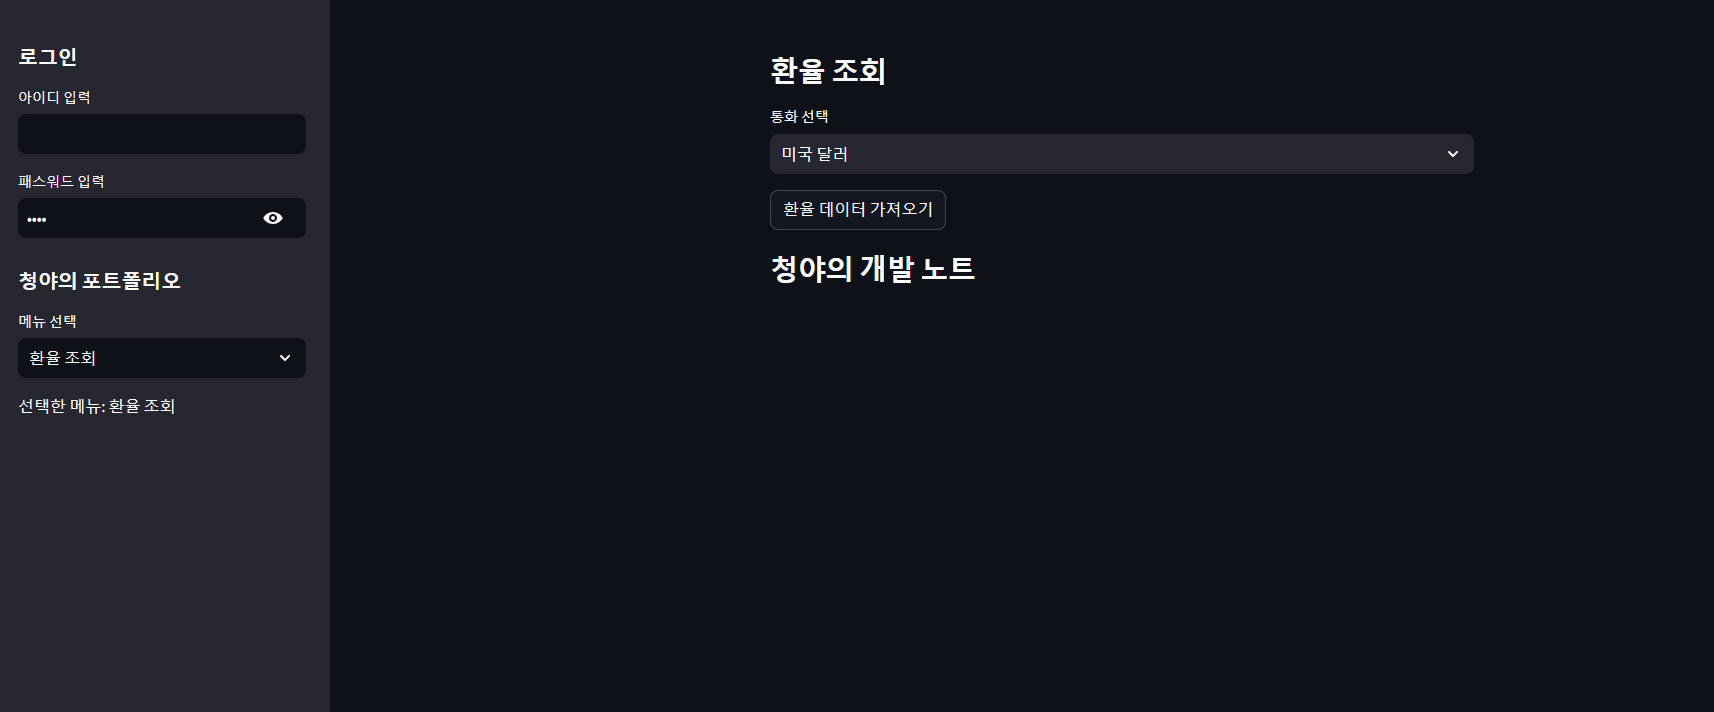 로그인
아이디 입력
패스워드 입력
••••
청야의 포트폴리오
메뉴 선택
환율 조회
선택한 메뉴: 환율 조회
환율 조회
통화 선택
미국 달러
환율 데이터 가져오기
청야의 개발 노트